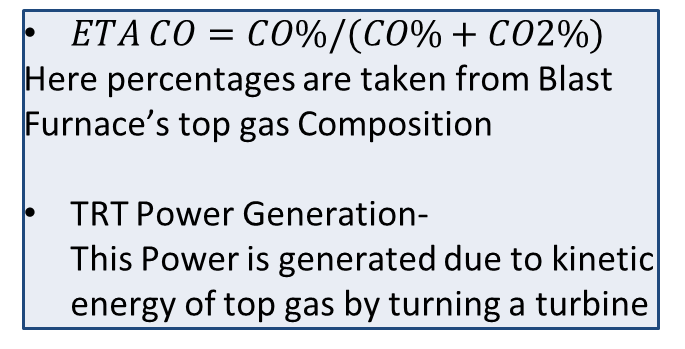 • ETA CO = CO%/(CO% + CO2%)
Here percentages are taken from Blast
Furnace's top gas Composition
• TRT Power Generation-
This Power is generated due to kinetic
energy of top gas by turning a turbine